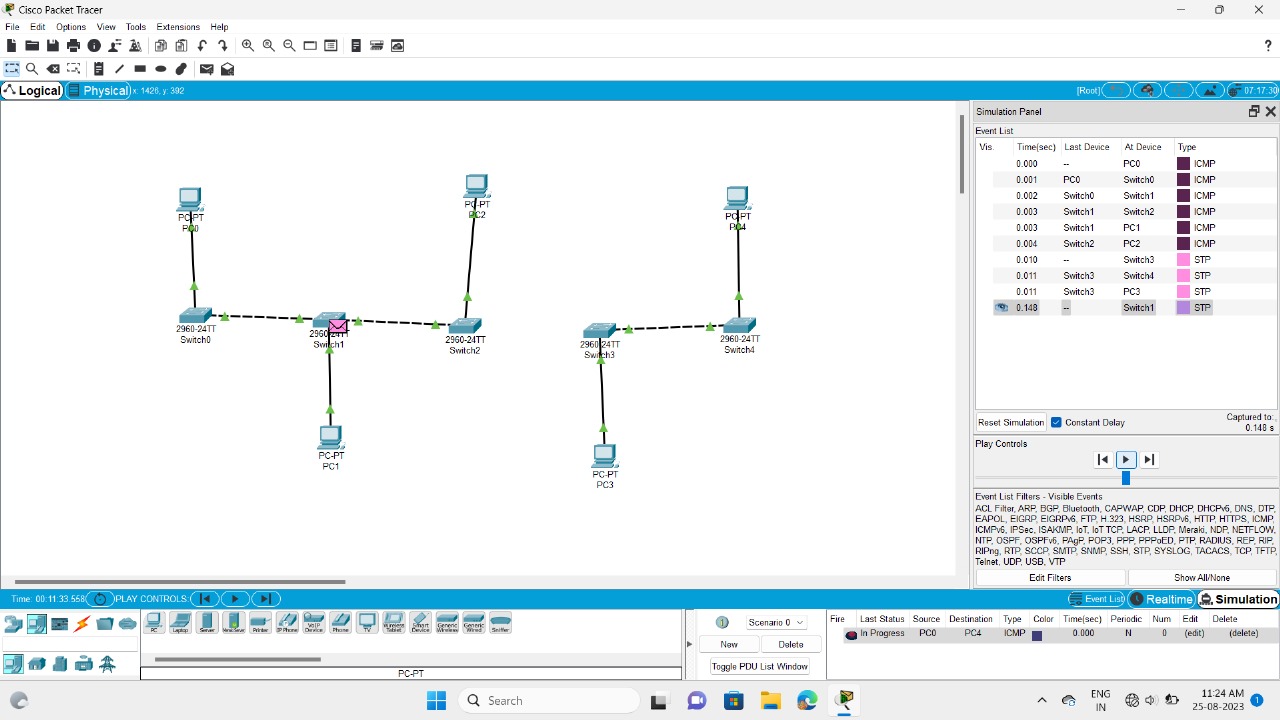 Cisco Packet Tracer
File Edit Options View Tools Extensions Help
?
Logical Physical x: 1426, y: 392 [Root] 07:17:30
Simulation Panel
Event List
Vis. Time(sec) Last Device At Device Type
0.000 -- PC0 ICMP
0.001 PC0 Switch0 ICMP
0.002 Switch0 Switch1 ICMP
0.003 Switch1 Switch2 ICMP
0.003 Switch1 PC1 ICMP
0.004 Switch2 PC2 ICMP
0.010 -- Switch3 STP
0.011 Switch3 Switch4 STP
0.011 Switch3 PC3 STP
0.148 -- Switch1 STP
Reset Simulation Constant Delay Captured to:
0.148 s
Play Controls
Event List Filters - Visible Events
ACL Filter, ARP, BGP, Bluetooth, CAPWAP, CDP, DHCP, DHCPv6, DNS, DTP,
EAPOL, EIGRP, EIGRPv6, FTP, H.323, HSRP, HSRPv6, HTTP, HTTPS, ICMP,
ICMPv6, IPSec, ISAKMP, IoT, IoT TCP, LACP, LLDP, Meraki, NDP, NETFLOW,
NTP, OSPF, OSPFv6, PAgP, POP3, PPP, PPPoED, PTP, RADIUS, REP, RIP,
RIPng, RTP, SCCP, SMTP, SNMP, SSH, STP, SYSLOG, TACACS, TCP, TFTP,
Telnet, UDP, USB, VTP
Edit Filters Show All/None
PC-PT
PC0
PC-PT
PC2
PC-PT
PC4
2960-24TT
Switch0
2960-24TT
Switch1
2960-24TT
Switch2
2960-24TT
Switch3
2960-24TT
Switch4
PC-PT
PC1
PC-PT
PC3
Time: 00:11:33.558 PLAY CONTROLS: Event List Realtime Simulation
PC Laptop Server Printer IP Phone VoIP Device Phone TV Wireless Tablet Smart Device Generic Wireless Generic Wired Sniffer
PC-PT
Scenario 0
New Delete
Toggle PDU List Window
Fire Last Status Source Destination Type Color Time(sec) Periodic Num Edit Delete
In Progress PC0 PC4 ICMP 0.000 N 0 (edit) (delete)
Search
ENG
IN
11:24 AM
25-08-2023
1